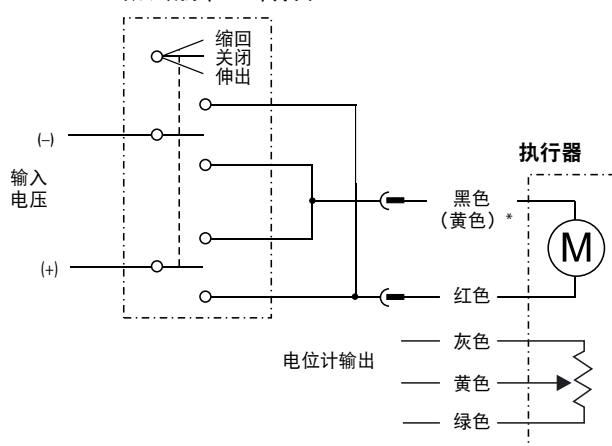 缩回
关闭
伸出
(–)
输入
电压
(+)
执行器
黑色
(黄色) *
M
红色
灰色
电位计输出
黄色
绿色